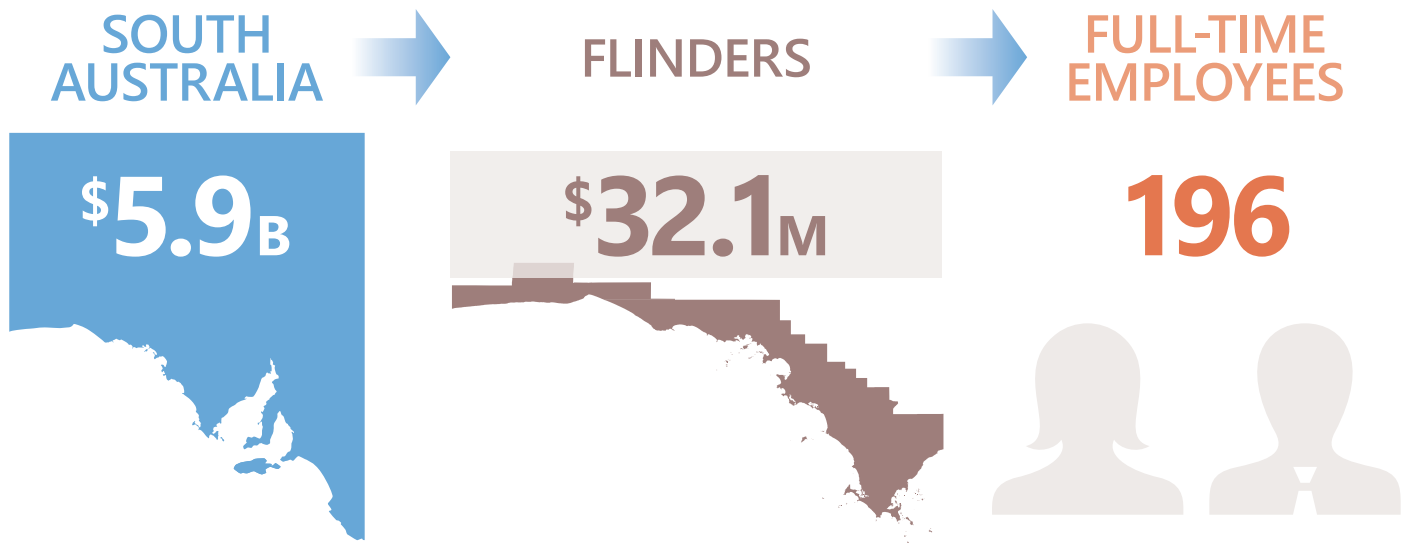 SOUTH
AUSTRALIA
FLINDERS
FULL-TIME
EMPLOYEES
$5.9B
$32.1M
196